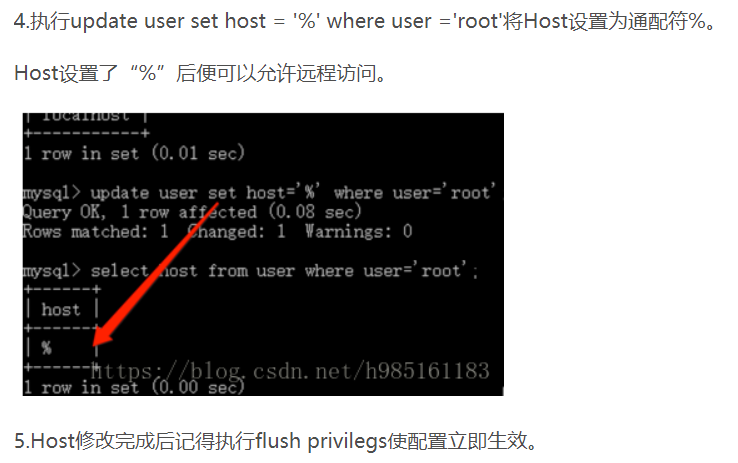 4.执行update user set host = '%' where user ='root'将Host设置为通配符%。
Host设置了“%”后便可以允许远程访问。
| localhost |
+-----------+
1 row in set (0.01 sec)
mysql> update user set host='%' where user='root'
Query OK, 1 row affected (0.08 sec)
Rows matched: 1  Changed: 1  Warnings: 0
mysql> select host from user where user='root';
+------+
| host |
+------+
| %    |
+------+
https://blog.csdn.net/h985161183
1 row in set (0.00 sec)
5.Host修改完成后记得执行flush privilegs使配置立即生效。